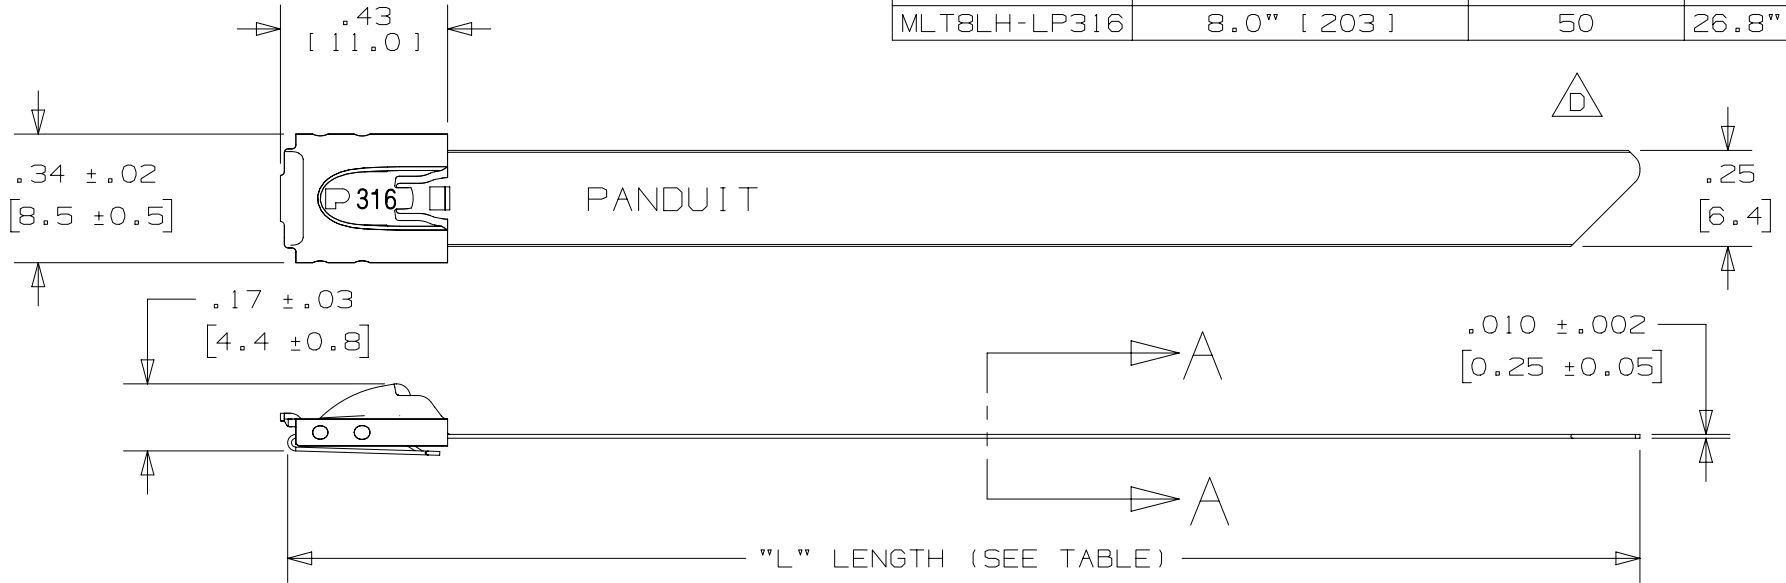 .43
[ 11.0 ]
MLT8LH-LP316 8.0" [ 203 ] 50 26.8"
D
.34 ±.02
[8.5 ±0.5]
P 316
PANDUIT
.25
[6.4]
.17 ±.03
[4.4 ±0.8]
.010 ±.002
[0.25 ±0.05]
A
A
"L" LENGTH (SEE TABLE)